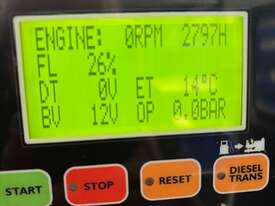 ENGINE: 0RPM 2797H
FL 26%
DT 0V ET 14°C
BV 12V OP 0.0BAR
START
STOP
RESET
DIESEL
TRANS